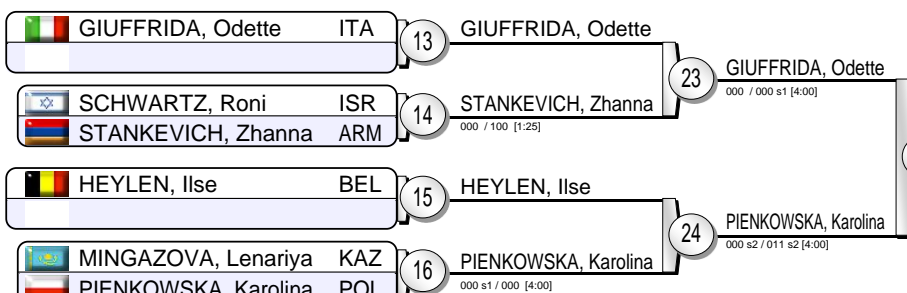 GIUFFRIDA, Odette ITA
13
GIUFFRIDA, Odette
23
GIUFFRIDA, Odette
000 / 000 s1 [4:00]
SCHWARTZ, Roni ISR
STANKEVICH, Zhanna ARM
14
STANKEVICH, Zhanna
000 / 100 [1:25]
HEYLEN, Ilse BEL
15
HEYLEN, Ilse
24
PIENKOWSKA, Karolina
000 s2 / 011 s2 [4:00]
MINGAZOVA, Lenariya KAZ
PIENKOWSKA, Karolina POL
16
PIENKOWSKA, Karolina
000 s1 / 000 [4:00]